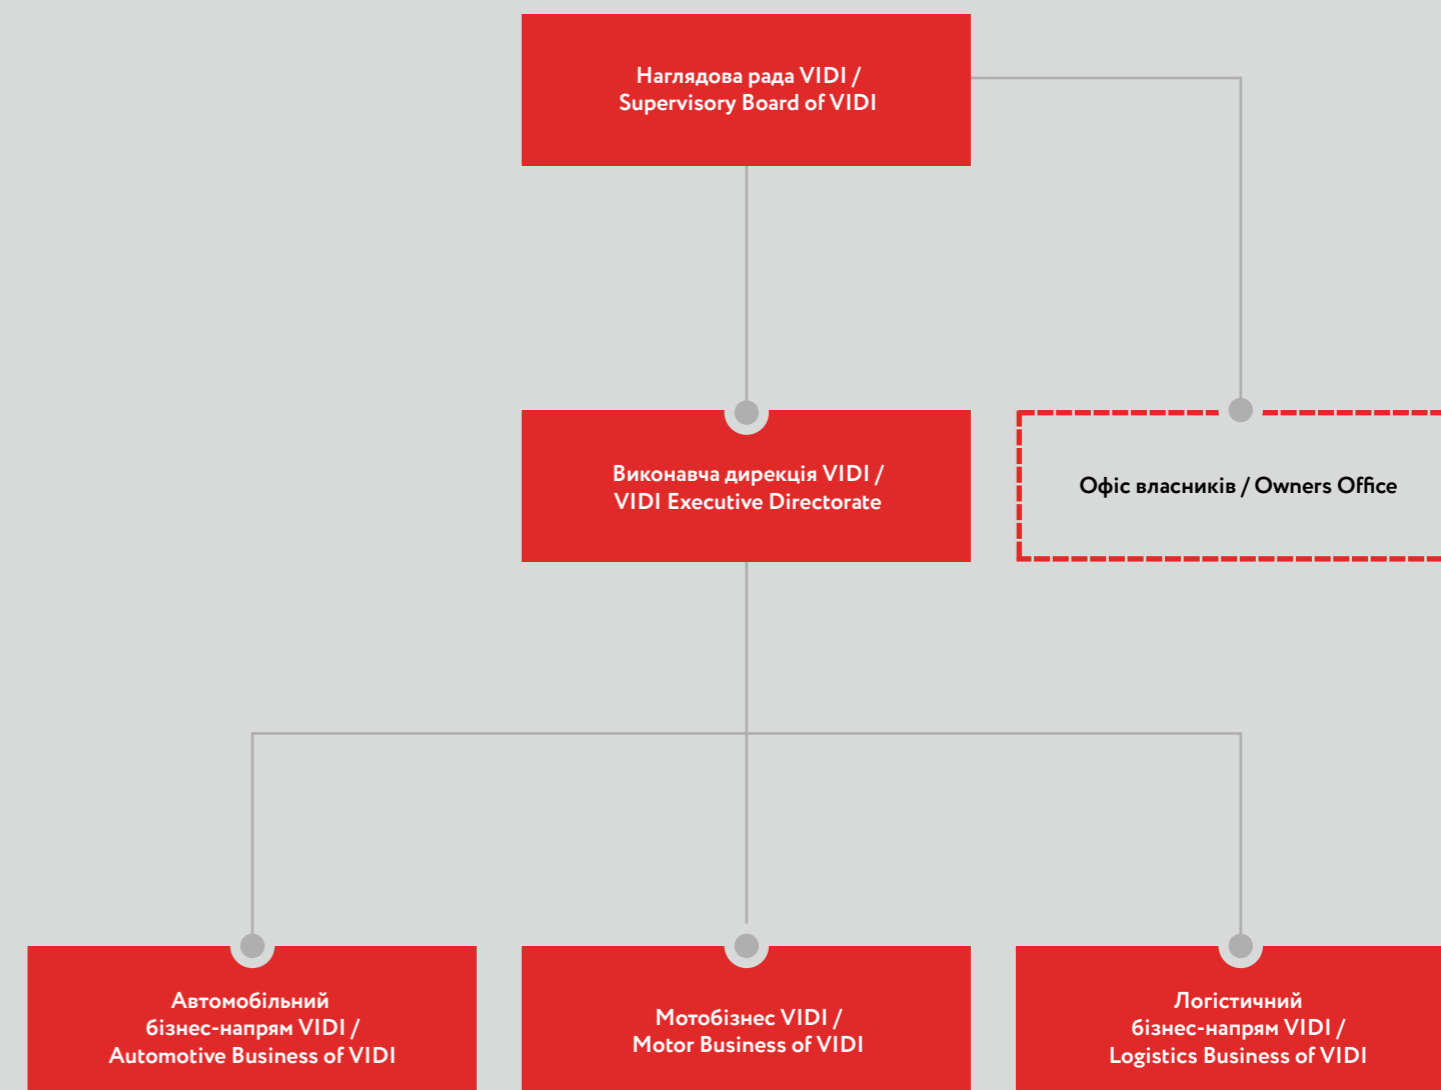 Наглядова рада VIDI /
Supervisory Board of VIDI
Виконавча дирекція VIDI /
VIDI Executive Directorate
Офіс власників / Owners Office
Автомобільний
бізнес-напрям VIDI /
Automotive Business of VIDI
Мотобізнес VIDI /
Motor Business of VIDI
Логістичний
бізнес-напрям VIDI /
Logistics Business of VIDI